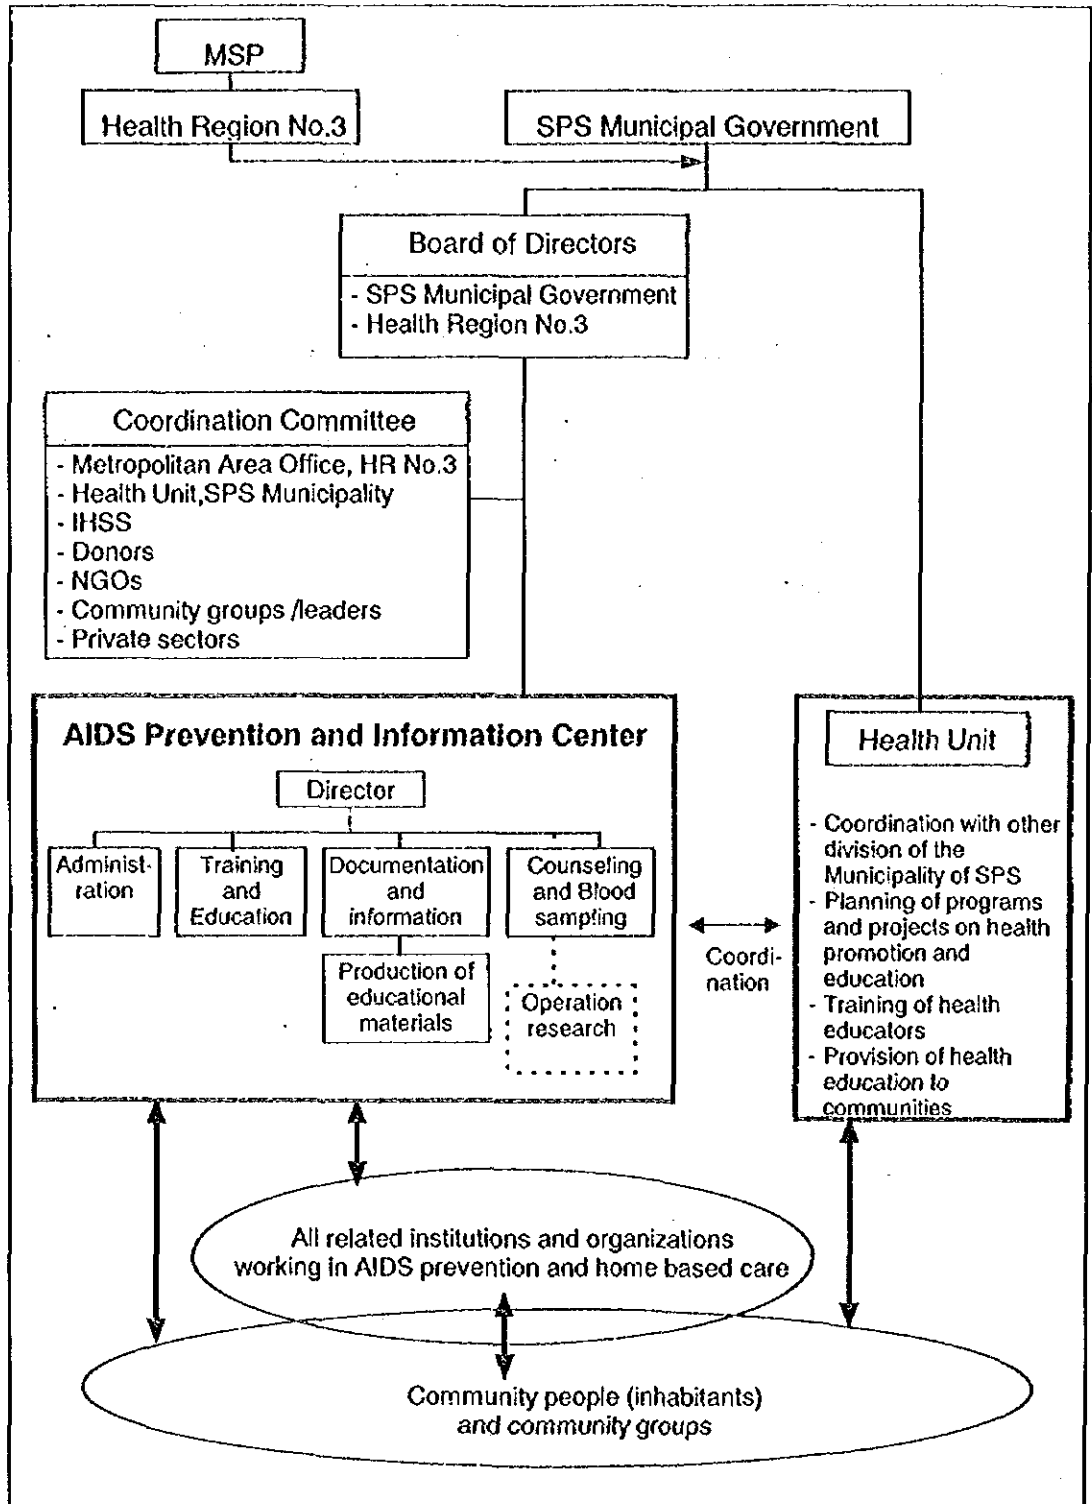 MSP
Health Region No.3
SPS Municipal Government
Board of Directors
- SPS Municipal Government
- Health Region No.3
Coordination Committee
- Metropolitan Area Office, HR No.3
- Health Unit,SPS Municipality
- IHSS
- Donors
- NGOs
- Community groups /leaders
- Private sectors
AIDS Prevention and Information Center
Director
Administ-
ration
Training
and
Education
Documentation
and
information
Counseling
and Blood
sampling
Production of
educational
materials
Operation
research
Coordi-
nation
Health Unit
- Coordination with other
division of the
Municipality of SPS
- Planning of programs
and projects on health
promotion and
education
- Training of health
educators
- Provision of health
education to
communities
All related institutions and organizations
working in AIDS prevention and home based care
Community people (inhabitants)
and community groups